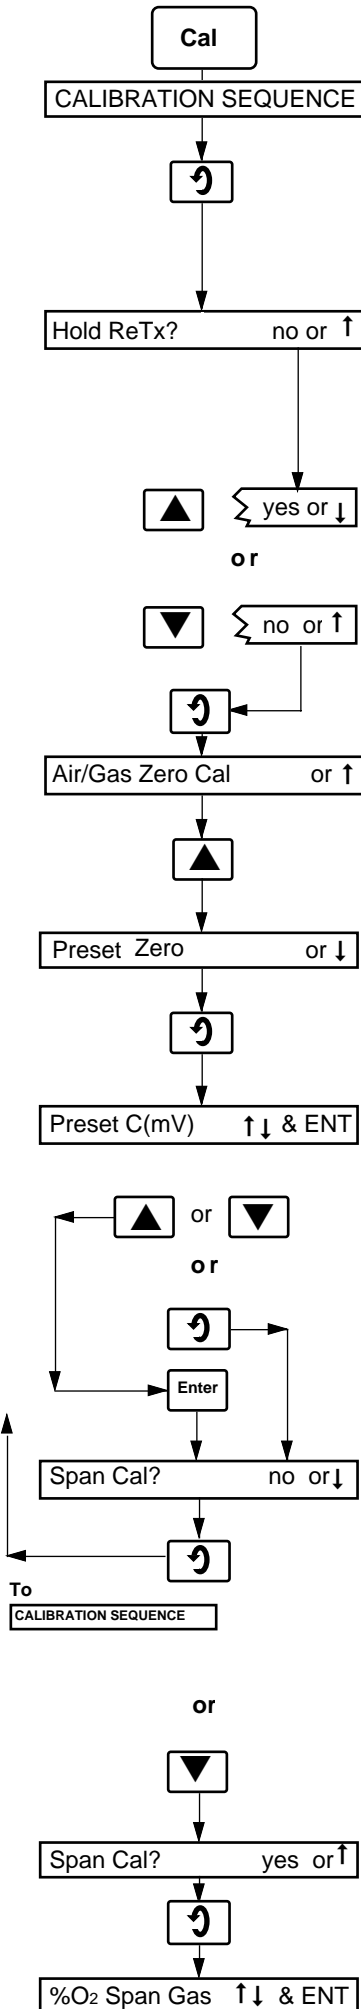 Cal
CALIBRATION SEQUENCE
Hold ReTx? no or ↑
yes or ↓
or
no or ↑
Air/Gas Zero Cal or ↑
Preset Zero or ↓
Preset C(mV) ↑↓ & ENT
or
or
Enter
Span Cal? no or ↓
To
CALIBRATION SEQUENCE
or
Span Cal? yes or ↑
%O2 Span Gas ↑↓ & ENT